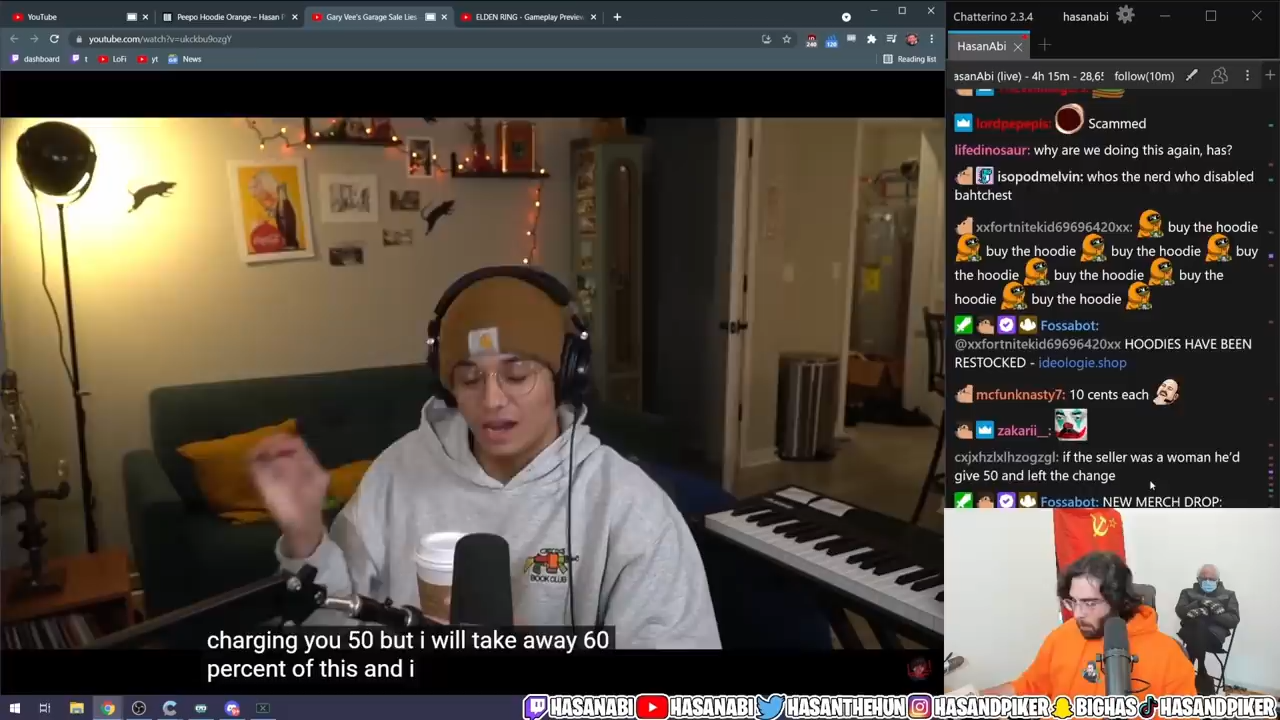 YouTube
Peepo Hoodie Orange – Hasan P
Gary Vee's Garage Sale Lies
ELDEN RING - Gameplay Preview
Chatterino 2.3.4
hasanabi
youtube.com/watch?v=ukckbu9ozgY
HasanAbi
dashboard
t
LoFi
yt
News
Reading list
asanAbi (live) - 4h 15m - 28,65
follow(10m)
lordpepepis: Scammed
lifedinosaur: why are we doing this again, has?
isopodmelvin: whos the nerd who disabled
bahtchest
xxfortnitekid69696420xx: buy the hoodie
buy the hoodie buy the hoodie buy
the hoodie buy the hoodie buy the
hoodie buy the hoodie
Fossabot:
@xxfortnitekid69696420xx HOODIES HAVE BEEN
RESTOCKED - ideologie.shop
mcfunknasty7: 10 cents each
zakarii__:
cxjxhzlxlhzogzgl: if the seller was a woman he'd
give 50 and left the change
Fossabot: NEW MERCH DROP:
Coca-Cola
BOOK CLUB
charging you 50 but i will take away 60
percent of this and i
HASANABI
HASANABI
HASANTHEHUN
HASANDPIKER
BIGHAS
HASANDPIKER